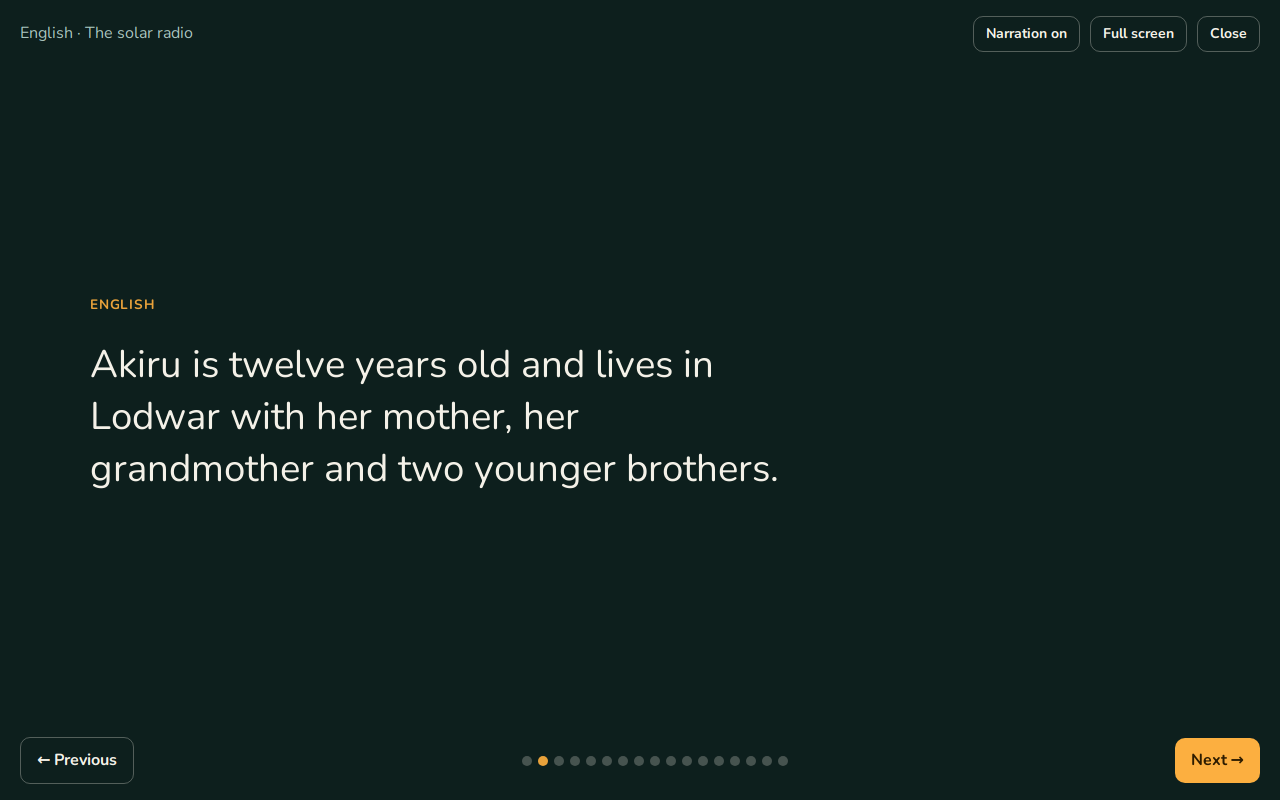 English · The solar radio
Narration on
Full screen
Close
ENGLISH
Akiru is twelve years old and lives in
Lodwar with her mother, her
grandmother and two younger brothers.
← Previous
Next →